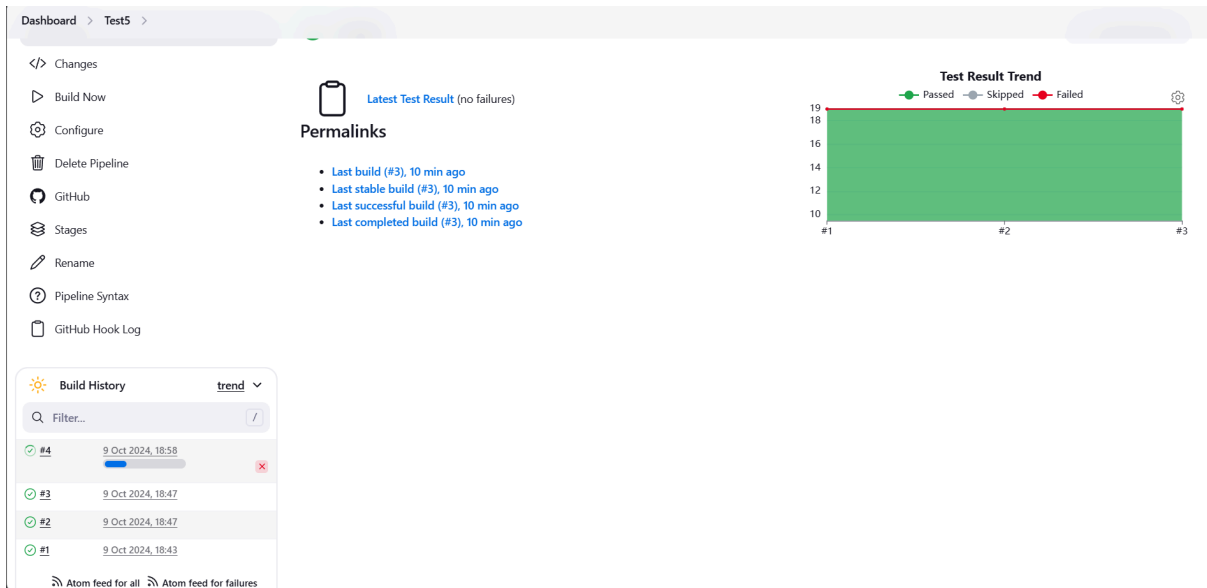 Dashboard > Test5 >
Changes
Build Now
Configure
Delete Pipeline
GitHub
Stages
Rename
Pipeline Syntax
GitHub Hook Log
Build History trend
Filter... /
#4 9 Oct 2024, 18:58
#3 9 Oct 2024, 18:47
#2 9 Oct 2024, 18:47
#1 9 Oct 2024, 18:43
Atom feed for all Atom feed for failures
Latest Test Result (no failures)
Permalinks
Last build (#3), 10 min ago
Last stable build (#3), 10 min ago
Last successful build (#3), 10 min ago
Last completed build (#3), 10 min ago
Test Result Trend
Passed Skipped Failed
19
18
16
14
12
10
#1 #2 #3